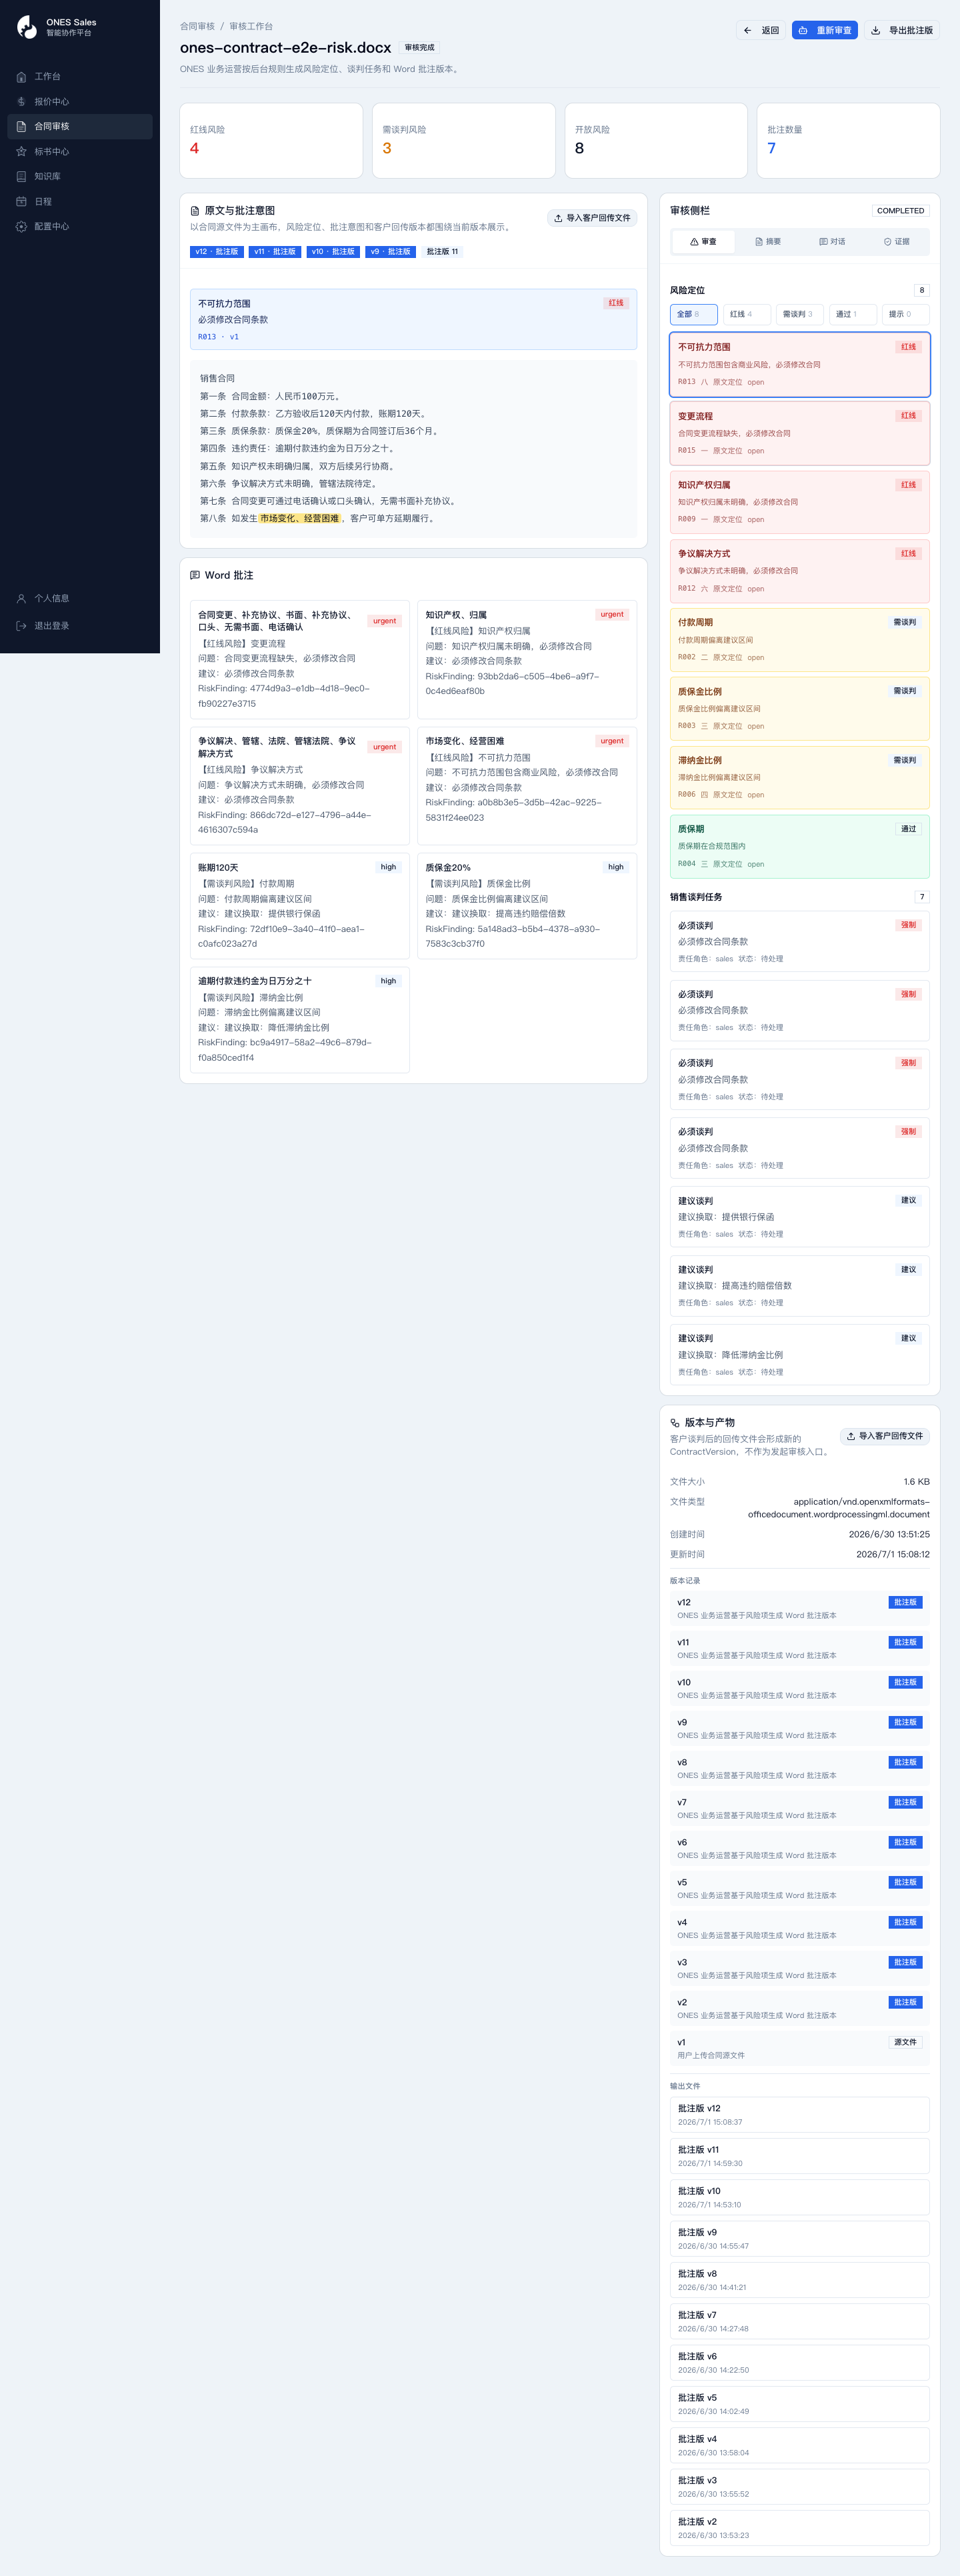 ONES Sales
智能协作平台
工作台
报价中心
合同审核
标书中心
知识库
日程
配置中心
个人信息
退出登录
合同审核 / 审核工作台
ones-contract-e2e-risk.docx 审核完成
ONES 业务运营按后台规则生成风险定位、谈判任务和 Word 批注版本。
返回
重新审查
导出批注版
红线风险
4
需谈判风险
3
开放风险
8
批注数量
7
原文与批注意图
以合同源文件为主画布，风险定位、批注意图和客户回传版本都围绕当前版本展示。
导入客户回传文件
v12 · 批注版 v11 · 批注版 v10 · 批注版 v9 · 批注版 批注版 11
不可抗力范围 红线
必须修改合同条款
R013 · v1
销售合同
第一条 合同金额：人民币100万元。
第二条 付款条款：乙方验收后120天内付款，账期120天。
第三条 质保条款：质保金20%，质保期为合同签订后36个月。
第四条 违约责任：逾期付款违约金为日万分之十。
第五条 知识产权未明确归属，双方后续另行协商。
第六条 争议解决方式未明确，管辖法院待定。
第七条 合同变更可通过电话确认或口头确认，无需书面补充协议。
第八条 如发生市场变化、经营困难，客户可单方延期履行。
Word 批注
合同变更、补充协议、书面、补充协议、
口头、无需书面、电话确认
urgent
【红线风险】变更流程
问题：合同变更流程缺失，必须修改合同
建议：必须修改合同条款
RiskFinding: 4774d9a3-e1db-4d18-9ec0-
fb90227e3715
知识产权、归属 urgent
【红线风险】知识产权归属
问题：知识产权归属未明确，必须修改合同
建议：必须修改合同条款
RiskFinding: 93bb2da6-c505-4be6-a9f7-
0c4ed6eaf80b
争议解决、管辖、法院、管辖法院、争议
解决方式
urgent
【红线风险】争议解决方式
问题：争议解决方式未明确，必须修改合同
建议：必须修改合同条款
RiskFinding: 866dc72d-e127-4796-a44e-
4616307c594a
市场变化、经营困难 urgent
【红线风险】不可抗力范围
问题：不可抗力范围包含商业风险，必须修改合同
建议：必须修改合同条款
RiskFinding: a0b8b3e5-3d5b-42ac-9225-
5831f24ee023
账期120天 high
【需谈判风险】付款周期
问题：付款周期偏离建议区间
建议：建议换取：提供银行保函
RiskFinding: 72df10e9-3a40-41f0-aea1-
c0afc023a27d
质保金20% high
【需谈判风险】质保金比例
问题：质保金比例偏离建议区间
建议：建议换取：提高违约赔偿倍数
RiskFinding: 5a148ad3-b5b4-4378-a930-
7583c3cb37f0
逾期付款违约金为日万分之十 high
【需谈判风险】滞纳金比例
问题：滞纳金比例偏离建议区间
建议：建议换取：降低滞纳金比例
RiskFinding: bc9a4917-58a2-49c6-879d-
f0a850ced1f4
审核侧栏 COMPLETED
审查 摘要 对话 证据
风险定位 8
全部 8 红线 4 需谈判 3 通过 1 提示 0
不可抗力范围 红线
不可抗力范围包含商业风险，必须修改合同
R013 八 原文定位 open
变更流程 红线
合同变更流程缺失，必须修改合同
R015 一 原文定位 open
知识产权归属 红线
知识产权归属未明确，必须修改合同
R009 一 原文定位 open
争议解决方式 红线
争议解决方式未明确，必须修改合同
R012 六 原文定位 open
付款周期 需谈判
付款周期偏离建议区间
R002 二 原文定位 open
质保金比例 需谈判
质保金比例偏离建议区间
R003 三 原文定位 open
滞纳金比例 需谈判
滞纳金比例偏离建议区间
R006 四 原文定位 open
质保期 通过
质保期在合规范围内
R004 三 原文定位 open
销售谈判任务 7
必须谈判 强制
必须修改合同条款
责任角色：sales 状态：待处理
必须谈判 强制
必须修改合同条款
责任角色：sales 状态：待处理
必须谈判 强制
必须修改合同条款
责任角色：sales 状态：待处理
必须谈判 强制
必须修改合同条款
责任角色：sales 状态：待处理
建议谈判 建议
建议换取：提供银行保函
责任角色：sales 状态：待处理
建议谈判 建议
建议换取：提高违约赔偿倍数
责任角色：sales 状态：待处理
建议谈判 建议
建议换取：降低滞纳金比例
责任角色：sales 状态：待处理
版本与产物
客户谈判后的回传文件会形成新的
ContractVersion，不作为发起审核入口。
导入客户回传文件
文件大小 1.6 KB
文件类型 application/vnd.openxmlformats-
officedocument.wordprocessingml.document
创建时间 2026/6/30 13:51:25
更新时间 2026/7/1 15:08:12
版本记录
v12 批注版
ONES 业务运营基于风险项生成 Word 批注版本
v11 批注版
ONES 业务运营基于风险项生成 Word 批注版本
v10 批注版
ONES 业务运营基于风险项生成 Word 批注版本
v9 批注版
ONES 业务运营基于风险项生成 Word 批注版本
v8 批注版
ONES 业务运营基于风险项生成 Word 批注版本
v7 批注版
ONES 业务运营基于风险项生成 Word 批注版本
v6 批注版
ONES 业务运营基于风险项生成 Word 批注版本
v5 批注版
ONES 业务运营基于风险项生成 Word 批注版本
v4 批注版
ONES 业务运营基于风险项生成 Word 批注版本
v3 批注版
ONES 业务运营基于风险项生成 Word 批注版本
v2 批注版
ONES 业务运营基于风险项生成 Word 批注版本
v1 源文件
用户上传合同源文件
输出文件
批注版 v12
2026/7/1 15:08:37
批注版 v11
2026/7/1 14:59:30
批注版 v10
2026/7/1 14:53:10
批注版 v9
2026/6/30 14:55:47
批注版 v8
2026/6/30 14:41:21
批注版 v7
2026/6/30 14:27:48
批注版 v6
2026/6/30 14:22:50
批注版 v5
2026/6/30 14:02:49
批注版 v4
2026/6/30 13:58:04
批注版 v3
2026/6/30 13:55:52
批注版 v2
2026/6/30 13:53:23